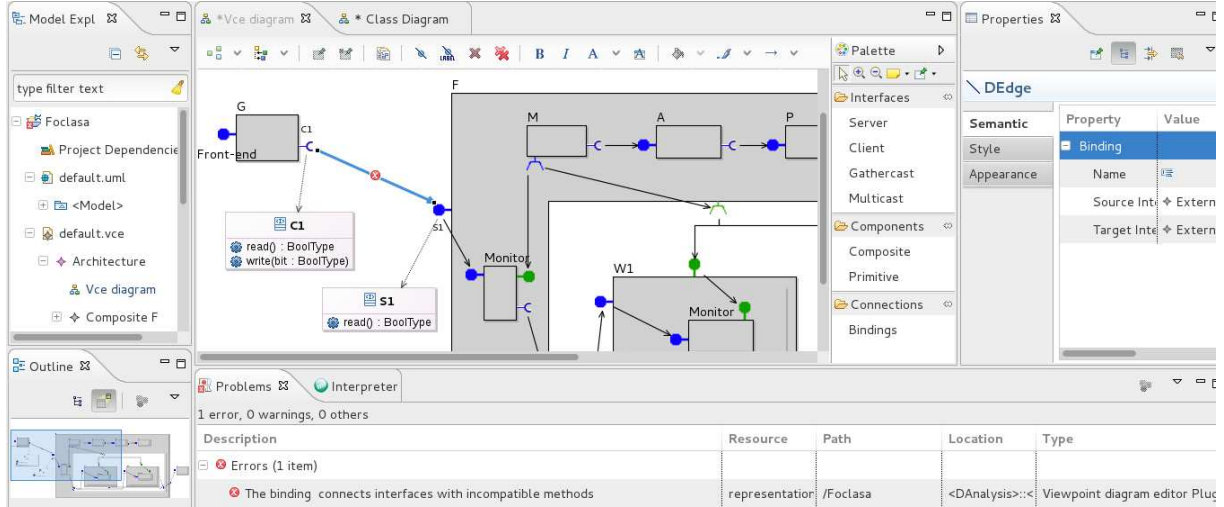 Model Expl
type filter text
Foclasa
Project Dependencie
default.uml
<Model>
default.vce
Architecture
Vce diagram
Composite F
Outline
*Vce diagram
* Class Diagram
B I A
G
C1
Front-end
C1
read() : BoolType
write(bit : BoolType)
S1
S1
read() : BoolType
F
M
A
P
Monitor
W1
Monitor
Palette
Interfaces
Server
Client
Gathercast
Multicast
Components
Composite
Primitive
Connections
Bindings
Properties
DEdge
Semantic
Style
Appearance
Property Value
Binding
Name
Source Inte Extern
Target Inte Extern
Problems
Interpreter
1 error, 0 warnings, 0 others
Description Resource Path Location Type
Errors (1 item)
The binding connects interfaces with incompatible methods representation /Foclasa <DAnalysis>::< Viewpoint diagram editor Plug